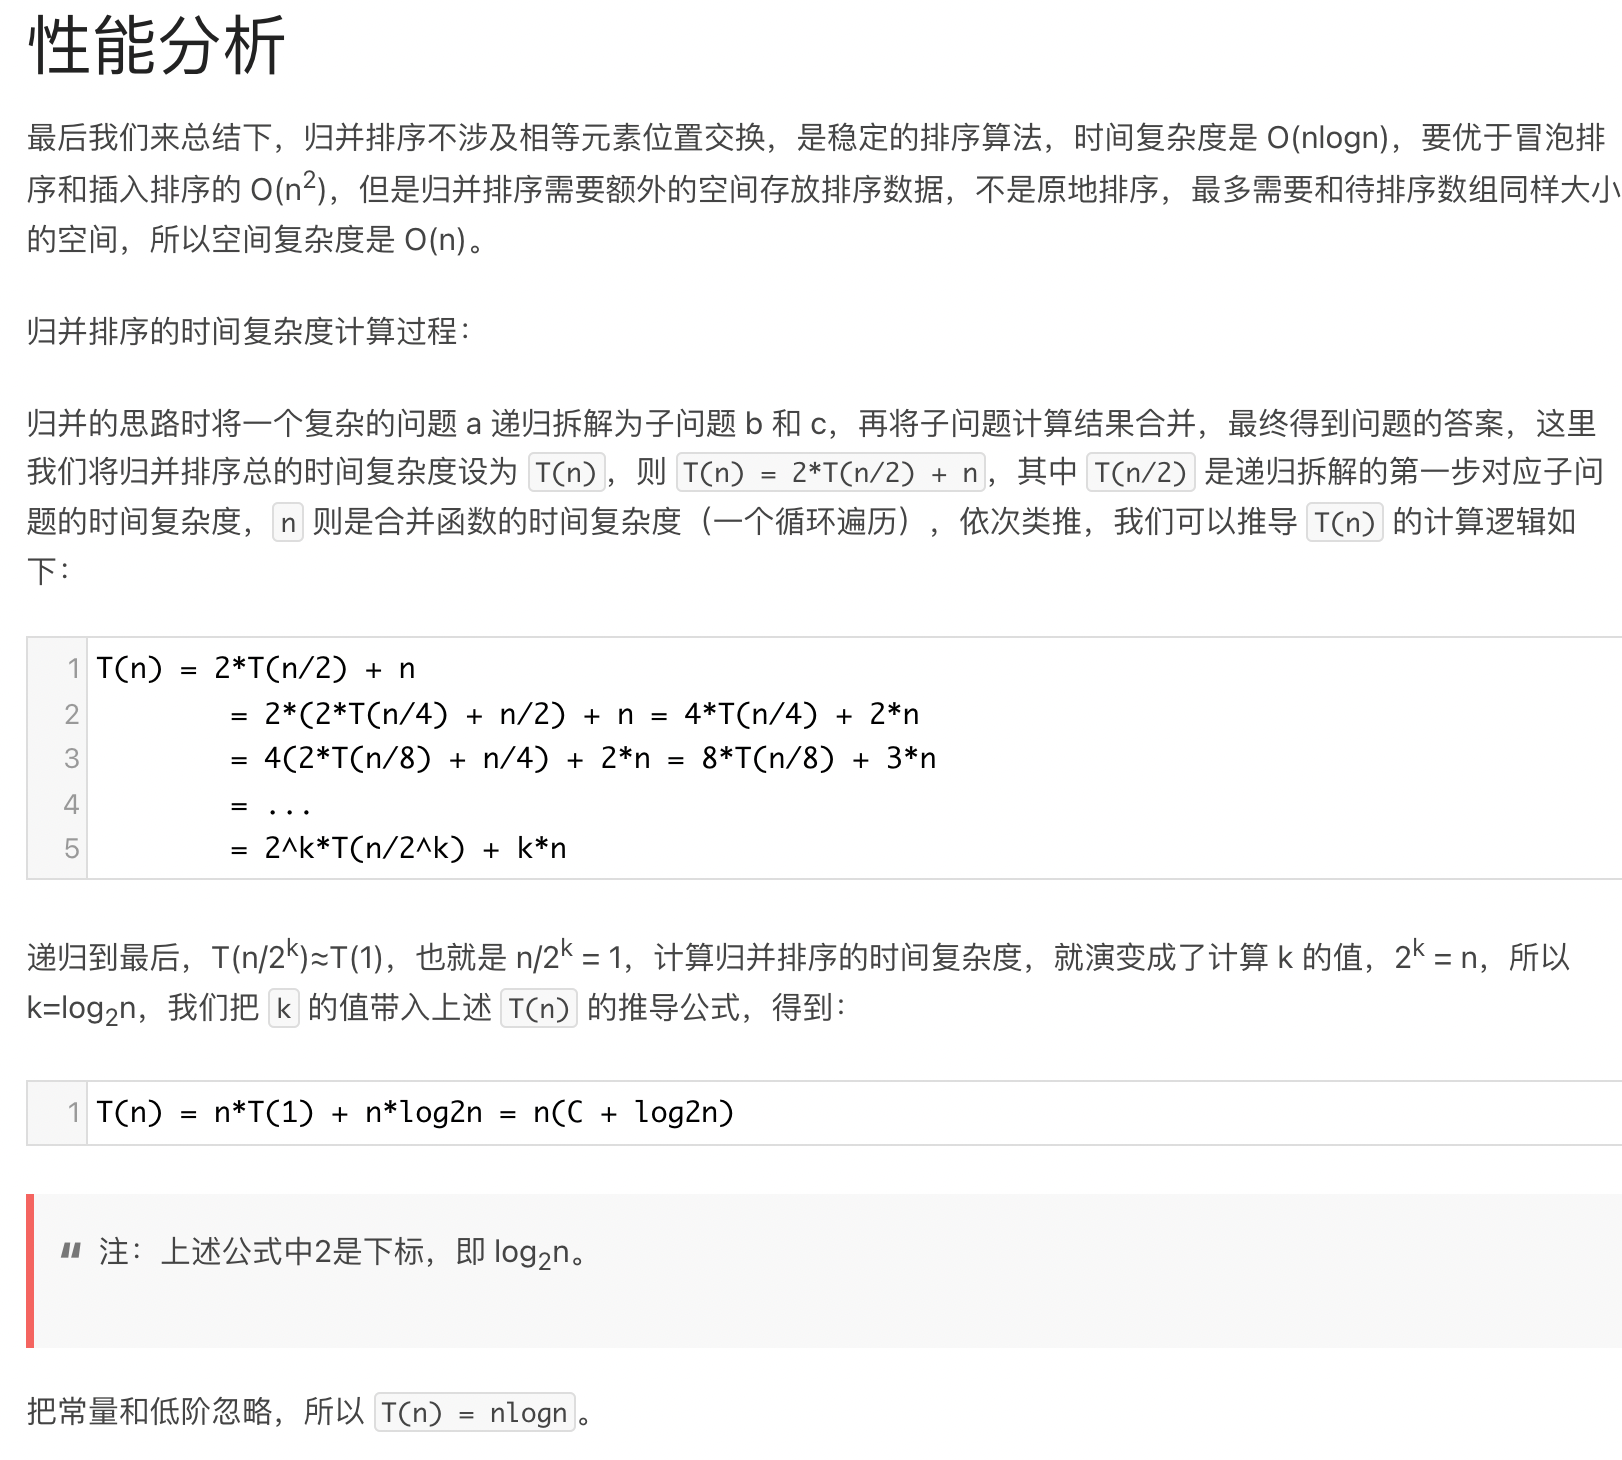 性能分析
最后我们来总结下，归并排序不涉及相等元素位置交换，是稳定的排序算法，时间复杂度是 O(nlogn)，要优于冒泡排
序和插入排序的 O(n²)，但是归并排序需要额外的空间存放排序数据，不是原地排序，最多需要和待排序数组同样大小
的空间，所以空间复杂度是 O(n)。
归并排序的时间复杂度计算过程：
归并的思路时将一个复杂的问题 a 递归拆解为子问题 b 和 c，再将子问题计算结果合并，最终得到问题的答案，这里
我们将归并排序总的时间复杂度设为 T(n)，则 T(n) = 2*T(n/2) + n，其中 T(n/2) 是递归拆解的第一步对应子问
题的时间复杂度，n 则是合并函数的时间复杂度（一个循环遍历），依次类推，我们可以推导 T(n) 的计算逻辑如
下：
1 T(n) = 2*T(n/2) + n
2 = 2*(2*T(n/4) + n/2) + n = 4*T(n/4) + 2*n
3 = 4(2*T(n/8) + n/4) + 2*n = 8*T(n/8) + 3*n
4 = ...
5 = 2^k*T(n/2^k) + k*n
递归到最后，T(n/2ᵏ)≈T(1)，也就是 n/2ᵏ = 1，计算归并排序的时间复杂度，就演变成了计算 k 的值，2ᵏ = n，所以
k=log₂n，我们把 k 的值带入上述 T(n) 的推导公式，得到：
1 T(n) = n*T(1) + n*log2n = n(C + log2n)
" 注：上述公式中2是下标，即 log₂n。
把常量和低阶忽略，所以 T(n) = nlogn。